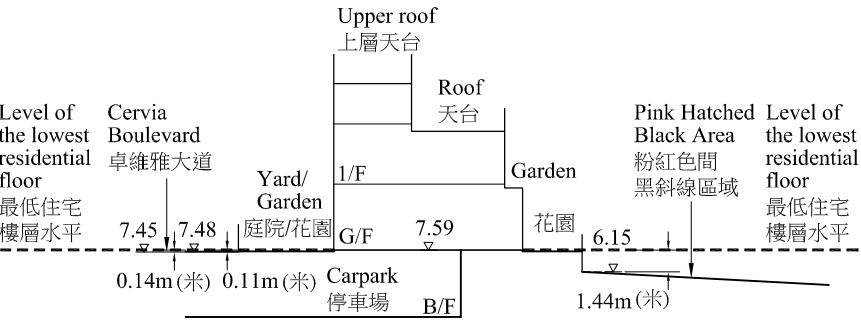 Upper roof
上層天台
Roof
天台
Level of
the lowest
residential
floor
最低住宅
樓層水平
Cervia
Boulevard
卓維雅大道
Yard/
Garden
庭院/花園
1/F
Garden
花園
Pink Hatched
Black Area
粉紅色間
黑斜線區域
Level of
the lowest
residential
floor
最低住宅
樓層水平
7.45
7.48
G/F
7.59
6.15
0.14m(米)
0.11m(米)
Carpark
停車場
B/F
1.44m(米)